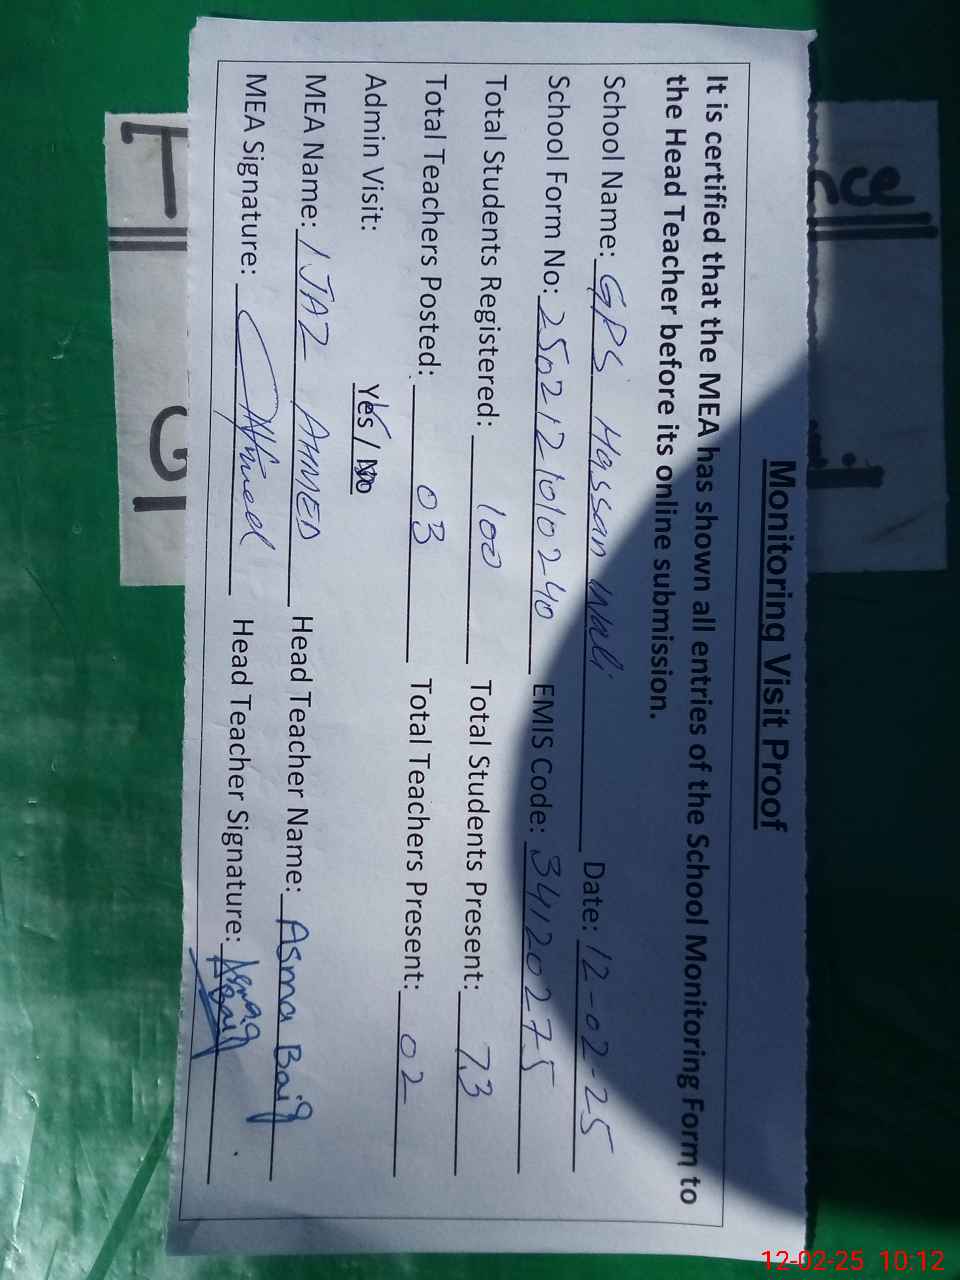 Monitoring Visit Proof
It is certified that the MEA has shown all entries of the School Monitoring Form to
the Head Teacher before its online submission.
School Name: GPS Hassan Wali Date: 12-02-25
School Form No: 2502121010240 EMIS Code: 34120275
Total Students Registered: 100 Total Students Present: 73
Total Teachers Posted: 03 Total Teachers Present: 02
Admin Visit: Yes / No
MEA Name: IJAZ AHMED Head Teacher Name: Asma Baig
MEA Signature: Ahmed Head Teacher Signature: Asma Baig
12-02-25 10:12